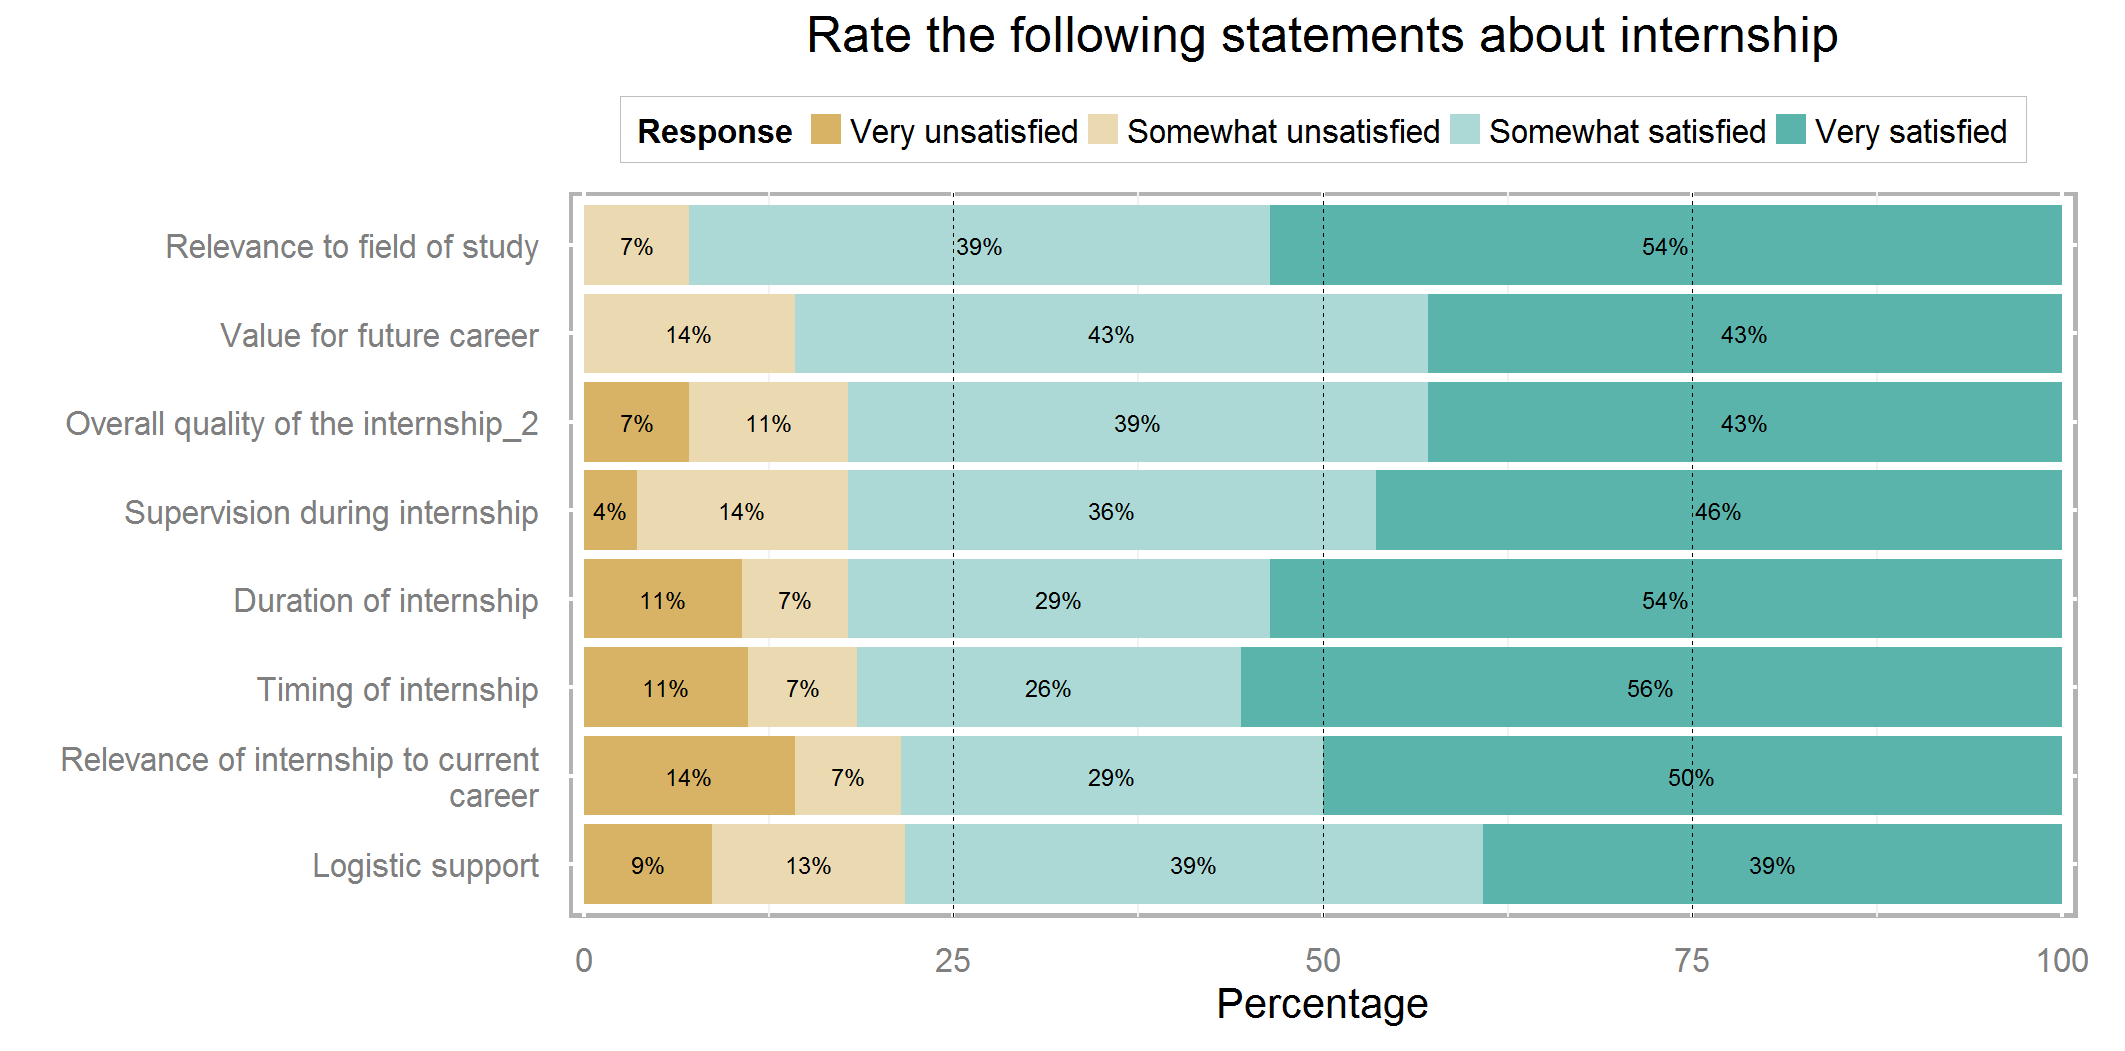 Rate the following statements about internship
Response Very unsatisfied Somewhat unsatisfied Somewhat satisfied Very satisfied
Relevance to field of study 7% 39% 54%
Value for future career 14% 43% 43%
Overall quality of the internship_2 7% 11% 39% 43%
Supervision during internship 4% 14% 36% 46%
Duration of internship 11% 7% 29% 54%
Timing of internship 11% 7% 26% 56%
Relevance of internship to current
career 14% 7% 29% 50%
Logistic support 9% 13% 39% 39%
0 25 50 75 100
Percentage